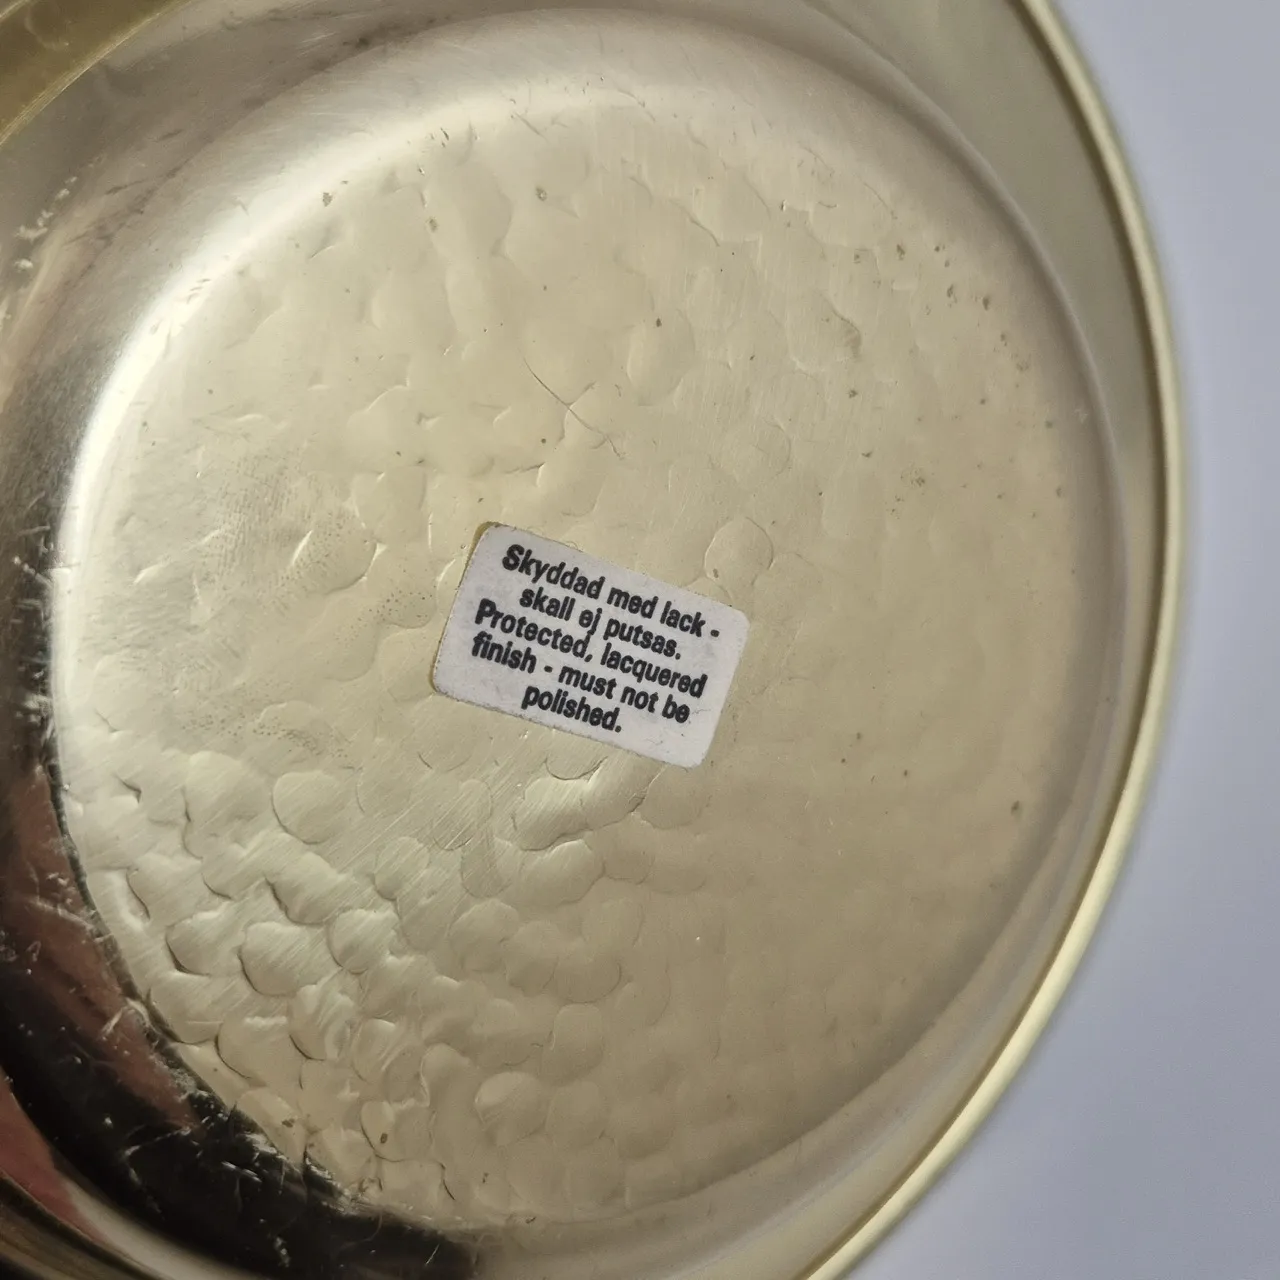 Skyddad med lack -
skall ej putsas.
Protected, lacquered
finish - must not be
polished.